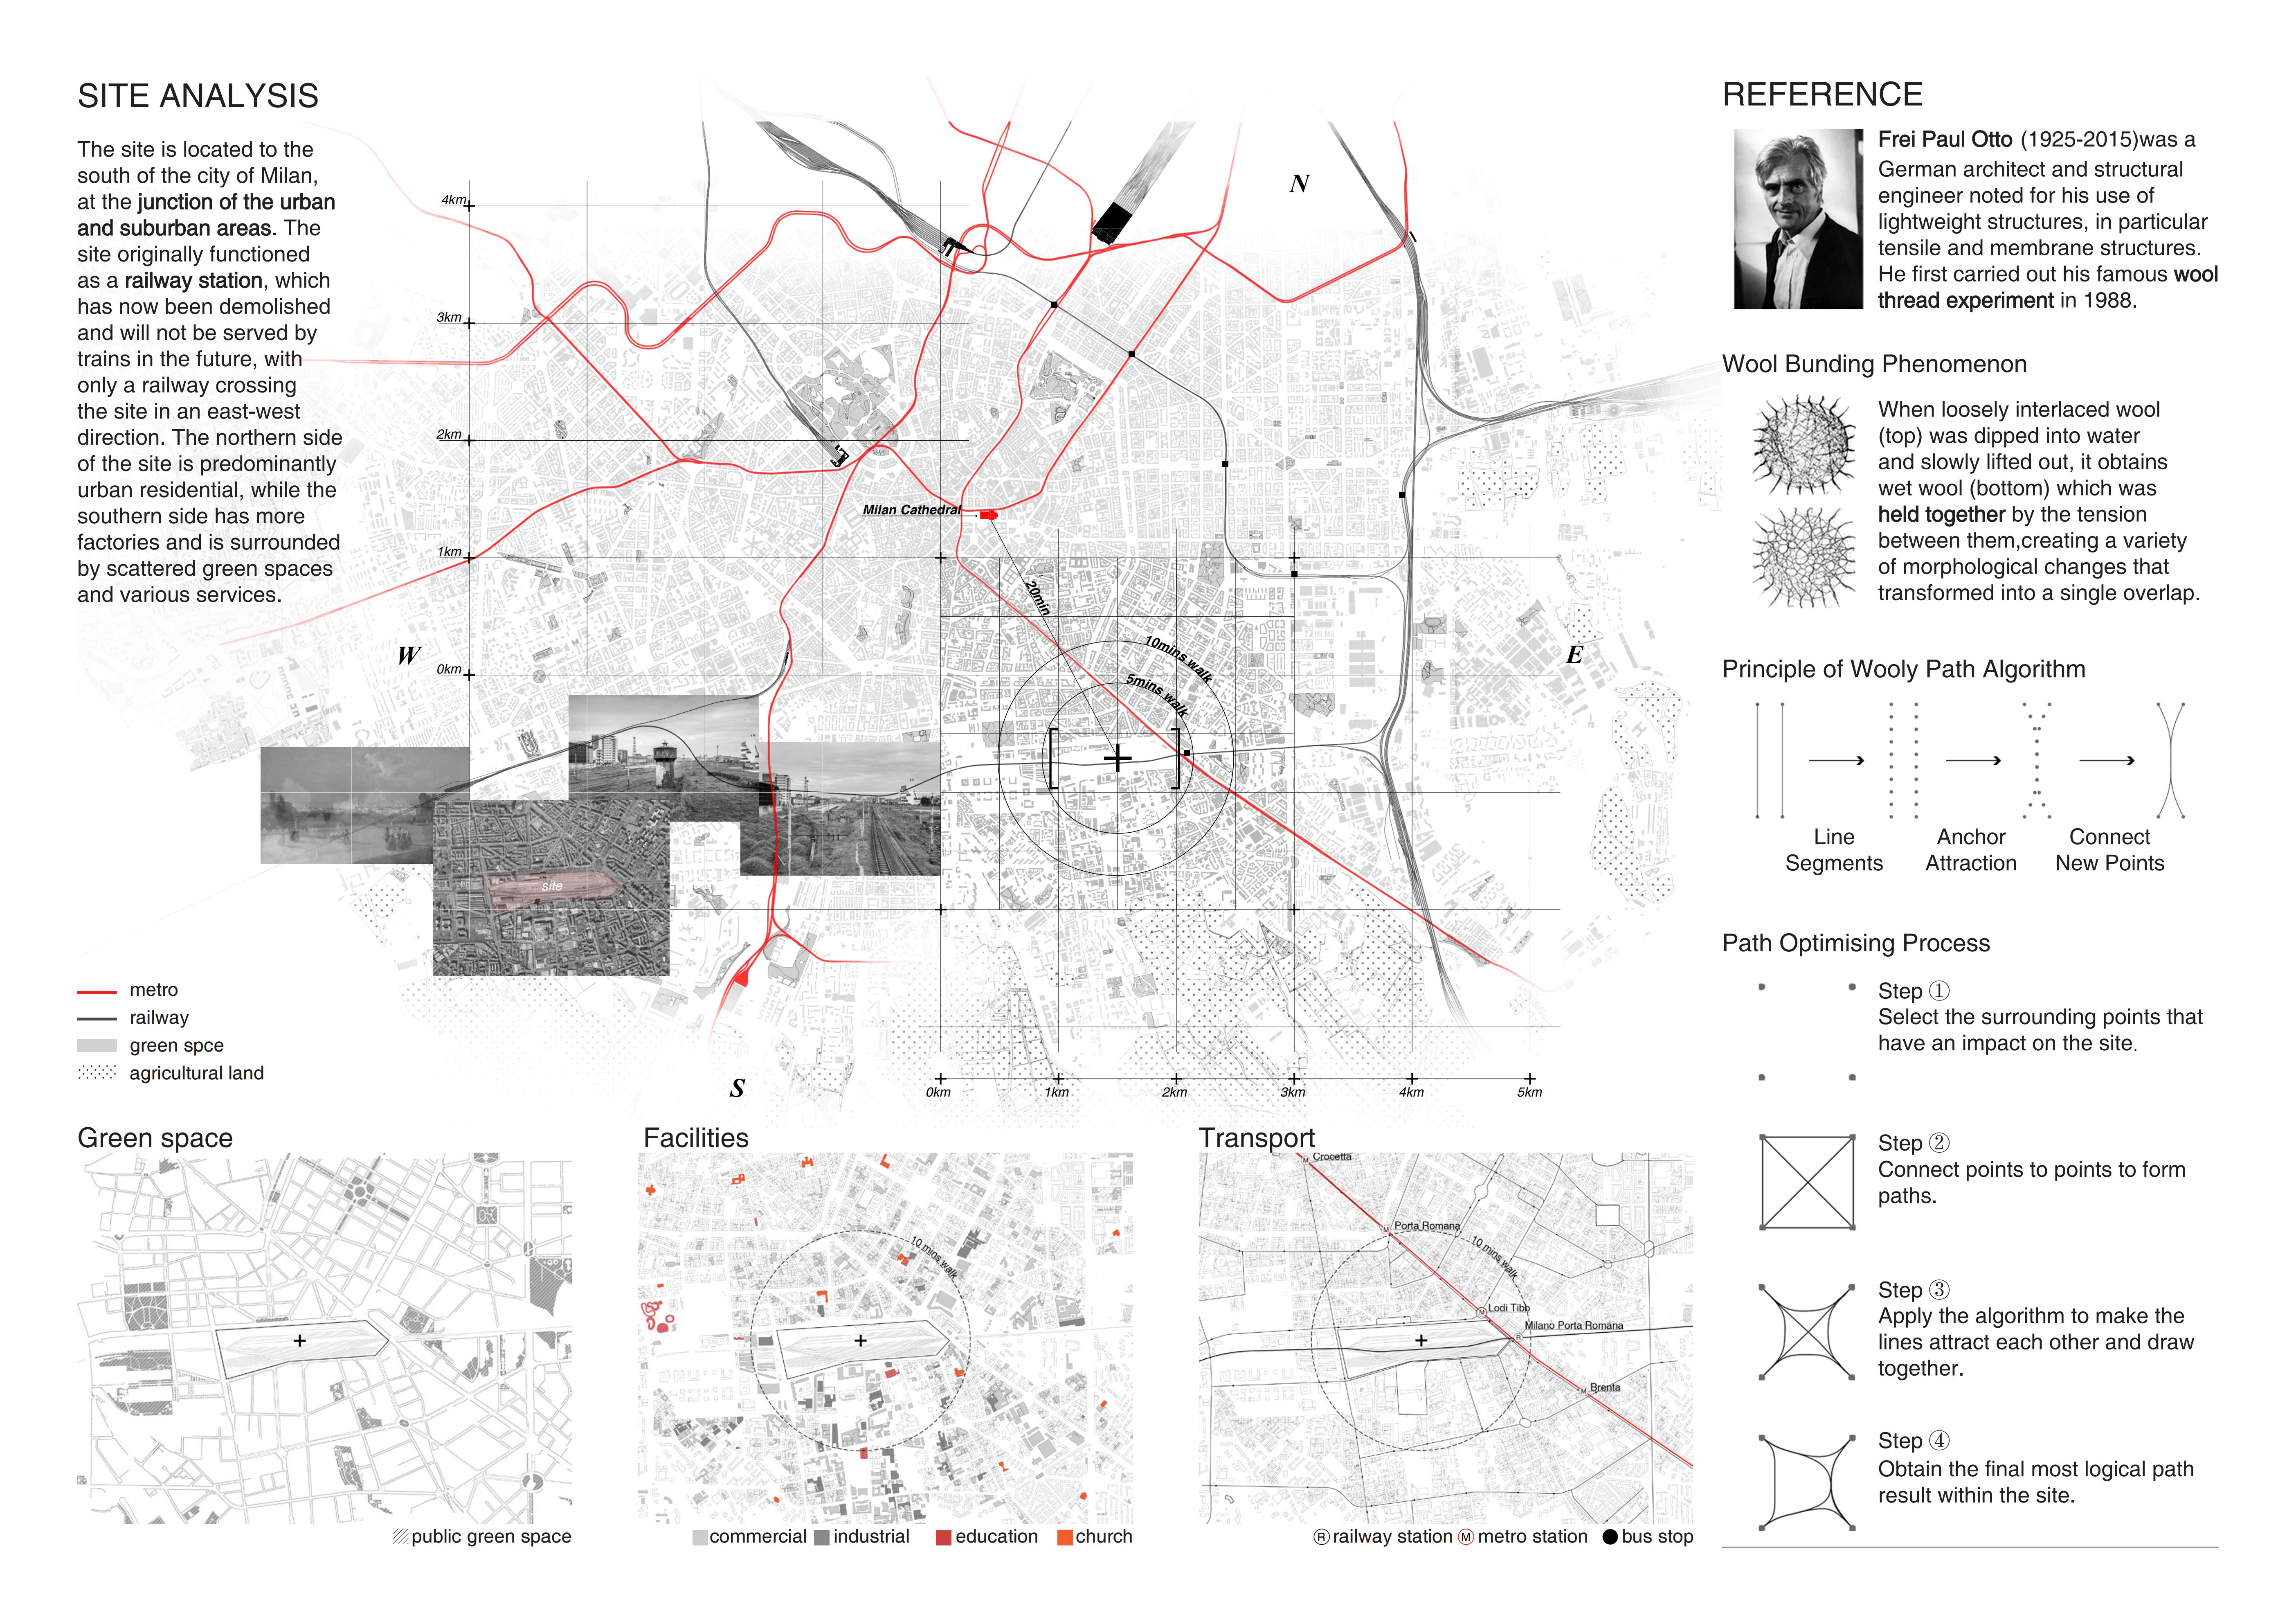 SITE ANALYSIS
The site is located to the
south of the city of Milan,
at the junction of the urban
and suburban areas. The
site originally functioned
as a railway station, which
has now been demolished
and will not be served by
trains in the future, with
only a railway crossing
the site in an east-west
direction. The northern side
of the site is predominantly
urban residential, while the
southern side has more
factories and is surrounded
by scattered green spaces
and various services.
N
4km
3km
2km
1km
0km
W
E
S
Milan Cathedral
20min
10mins walk
5mins walk
site
0km
1km
2km
3km
4km
5km
metro
railway
green spce
agricultural land
Green space
public green space
Facilities
10 mins walk
commercial
industrial
education
church
Transport
Crocetta
M
Porta Romana
M
10 mins walk
Lodi Tibb
M
Milano Porta Romana
R
Brenta
M
R railway station
M metro station
bus stop
REFERENCE
Frei Paul Otto (1925-2015)was a
German architect and structural
engineer noted for his use of
lightweight structures, in particular
tensile and membrane structures.
He first carried out his famous wool
thread experiment in 1988.
Wool Bunding Phenomenon
When loosely interlaced wool
(top) was dipped into water
and slowly lifted out, it obtains
wet wool (bottom) which was
held together by the tension
between them,creating a variety
of morphological changes that
transformed into a single overlap.
Principle of Wooly Path Algorithm
Line
Segments
Anchor
Attraction
Connect
New Points
Path Optimising Process
Step ①
Select the surrounding points that
have an impact on the site.
Step ②
Connect points to points to form
paths.
Step ③
Apply the algorithm to make the
lines attract each other and draw
together.
Step ④
Obtain the final most logical path
result within the site.